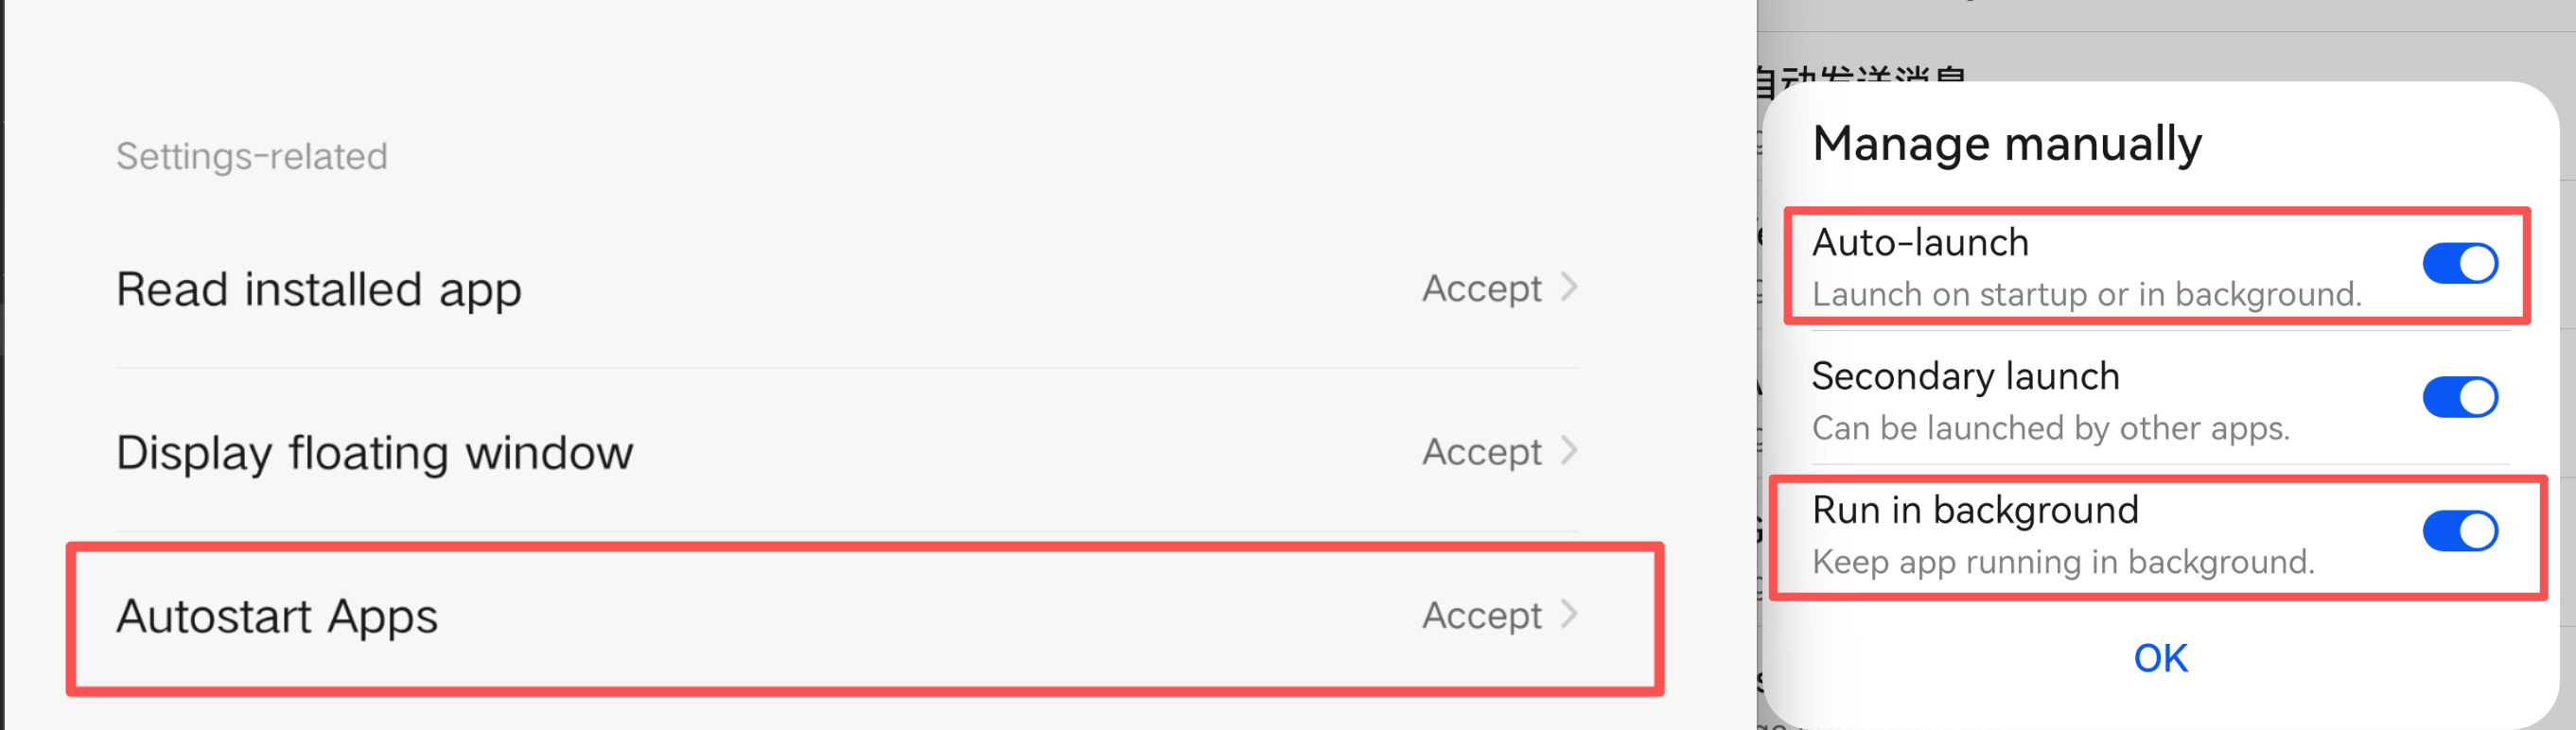 Settings-related
Read installed app
Accept
Display floating window
Accept
Autostart Apps
Accept
自动发送消息
Manage manually
Auto-launch
Launch on startup or in background.
Secondary launch
Can be launched by other apps.
Run in background
Keep app running in background.
OK